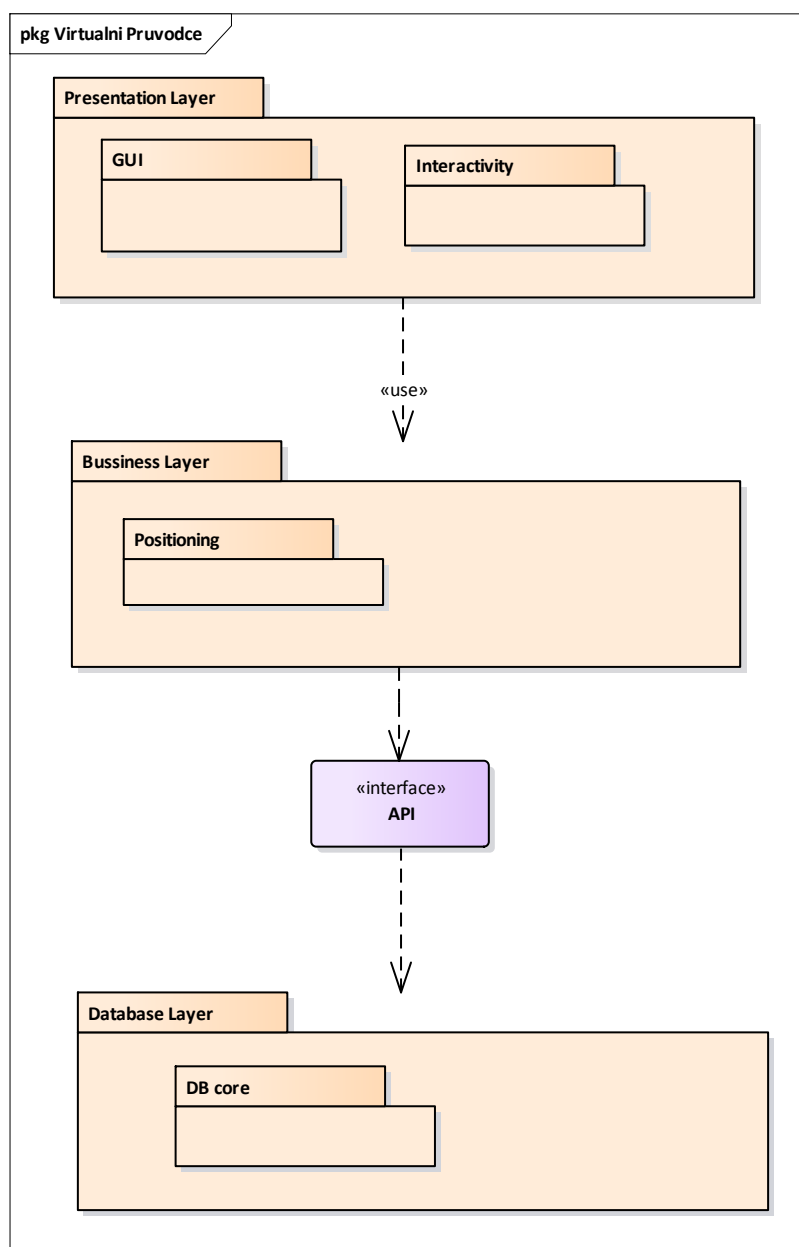 pkg Virtualni Pruvodce
Presentation Layer
GUI
Interactivity
«use»
Bussiness Layer
Positioning
«interface»
API
Database Layer
DB core